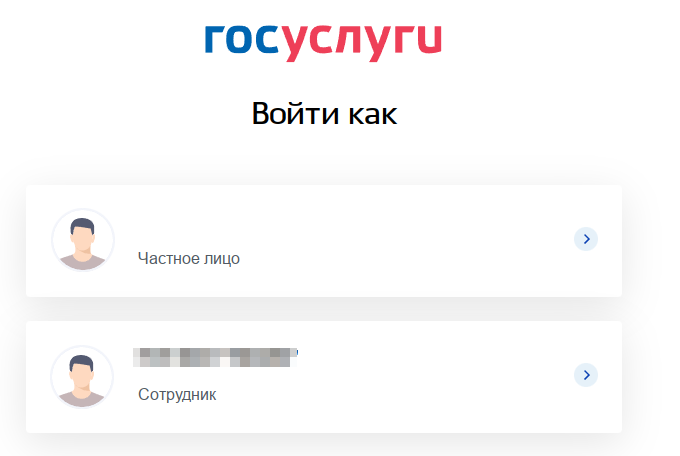 госуслуги
Войти как
Частное лицо
Сотрудник